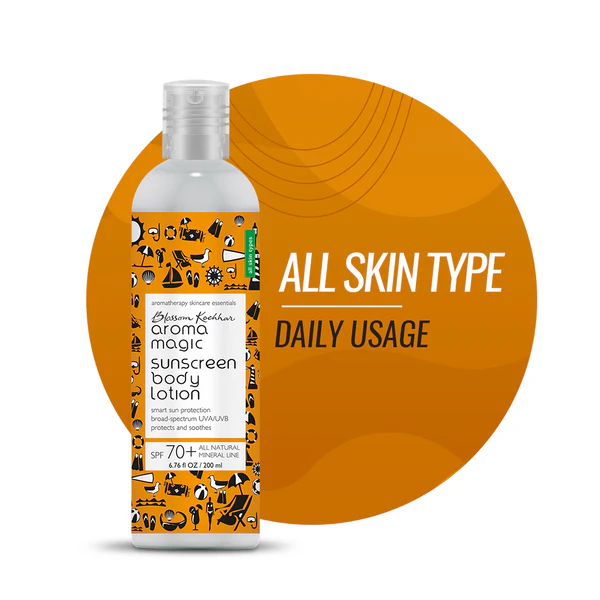 all skin types
aromatherapy skincare essentials
Blossom Kochhar
aroma
magic
sunscreen
body
lotion
smart sun protection
broad-spectrum UVA/UVB
protects and soothes
SPF 70+ ALL NATURAL
MINERAL LINE
6.76 fl OZ / 200 ml
ALL SKIN TYPE
DAILY USAGE